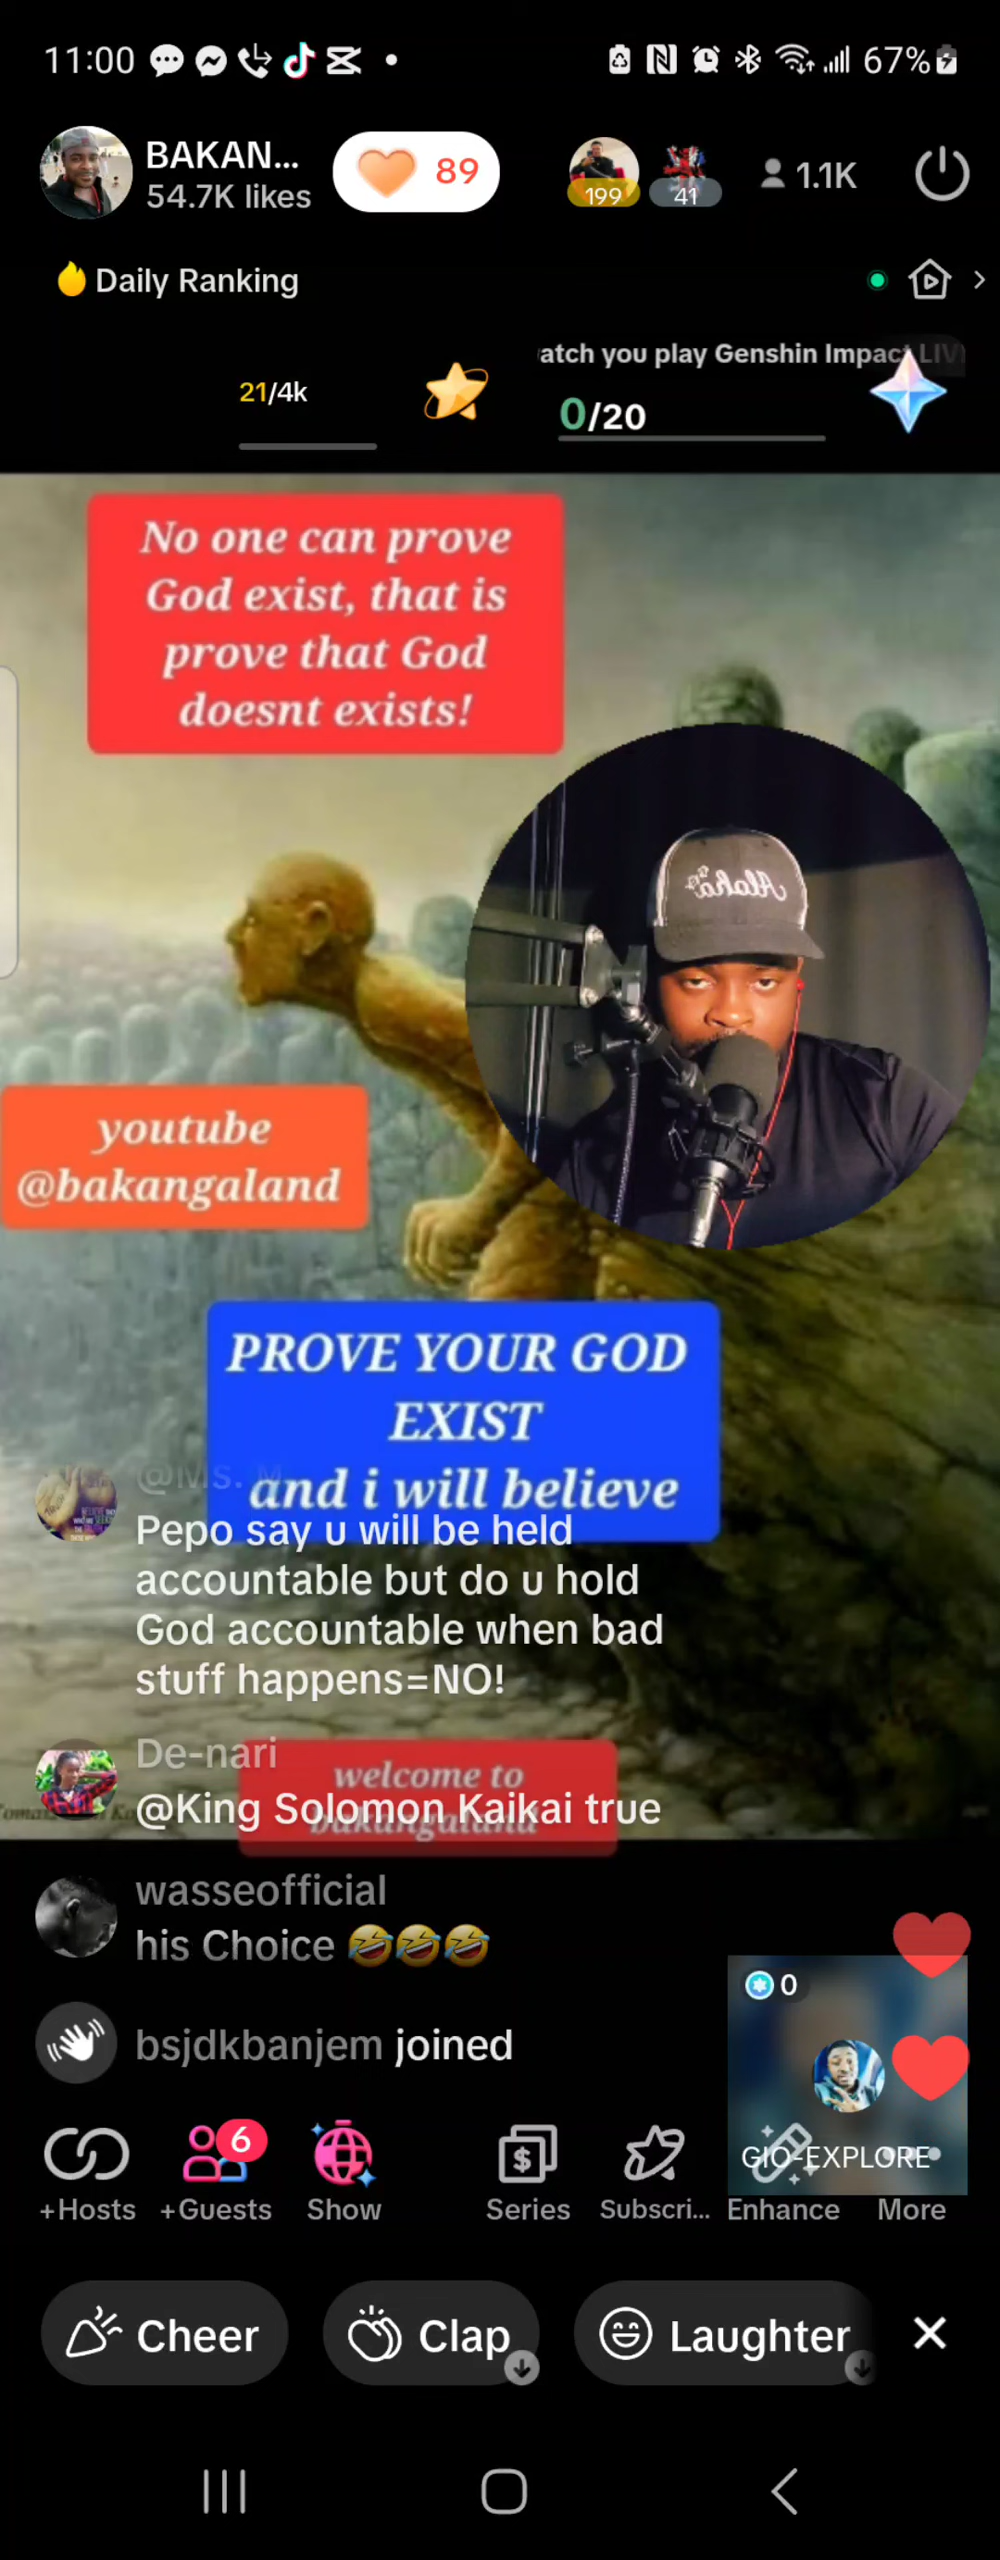 11:00
67%
BAKAN...
54.7K likes
89
199
41
1.1K
Daily Ranking
21/4k
atch you play Genshin Impact LIV
0/20
No one can prove
God exist, that is
prove that God
doesnt exists!
Aloha
youtube
@bakangaland
PROVE YOUR GOD
EXIST
and i will believe
@Ms. M
Pepo say u will be held
accountable but do u hold
God accountable when bad
stuff happens=NO!
De-nari
welcome to
bakangaland
@King Solomon Kaikai true
wasseofficial
his Choice 🤣🤣🤣
0
bsjdkbanjem joined
GIO-EXPLORE
6
+Hosts
+Guests
Show
Series
Subscri...
Enhance
More
Cheer
Clap
Laughter